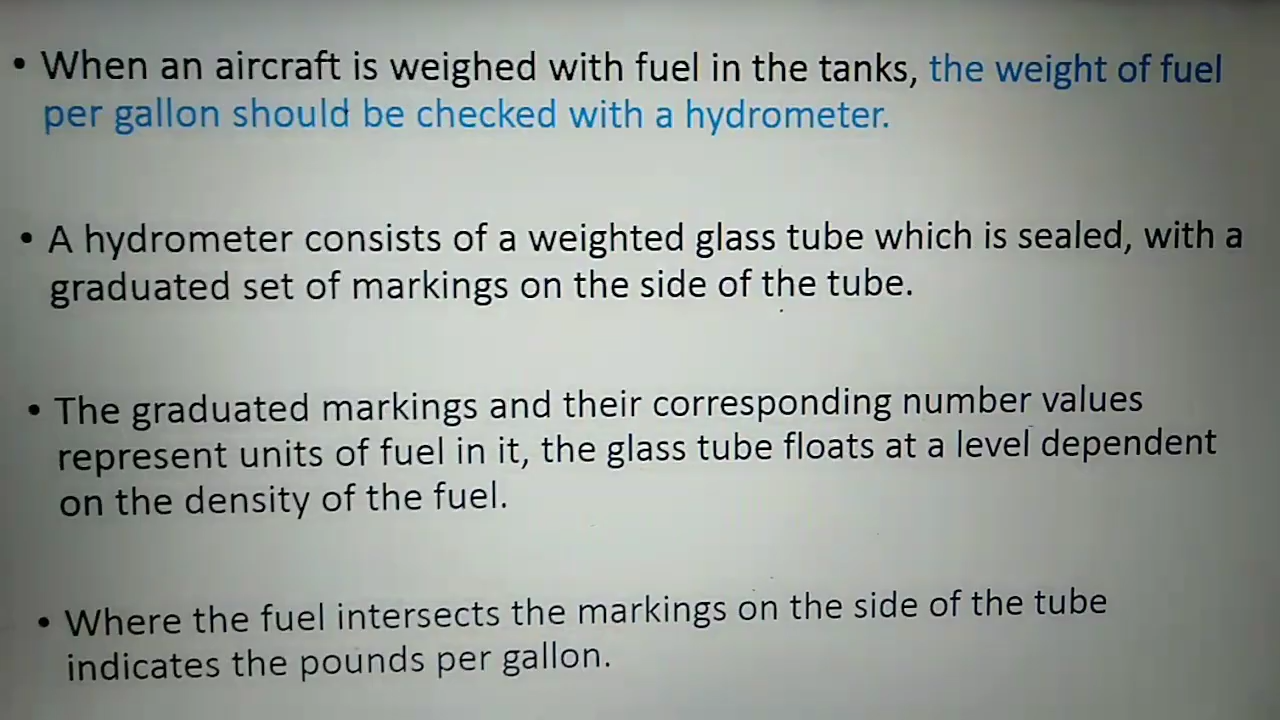 • When an aircraft is weighed with fuel in the tanks, the weight of fuel
per gallon should be checked with a hydrometer.
• A hydrometer consists of a weighted glass tube which is sealed, with a
graduated set of markings on the side of the tube.
• The graduated markings and their corresponding number values
represent units of fuel in it, the glass tube floats at a level dependent
on the density of the fuel.
• Where the fuel intersects the markings on the side of the tube
indicates the pounds per gallon.